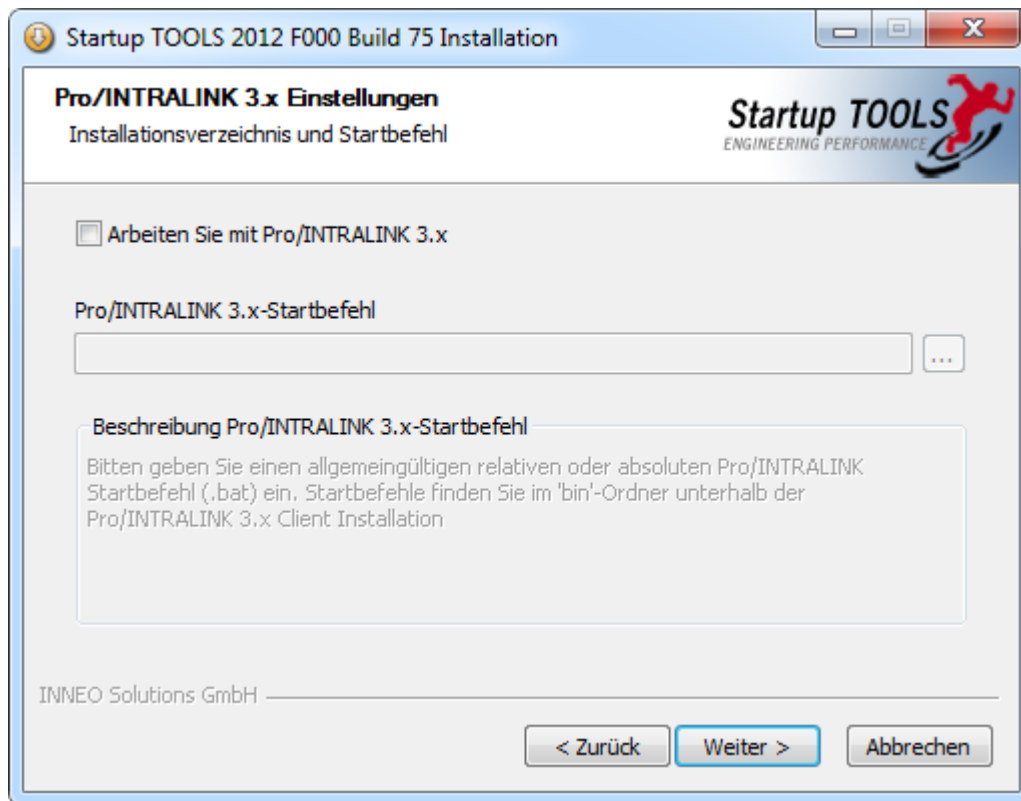 Startup TOOLS 2012 F000 Build 75 Installation
Pro/INTRALINK 3.x Einstellungen
Installationsverzeichnis und Startbefehl
Startup TOOLS
ENGINEERING PERFORMANCE
Arbeiten Sie mit Pro/INTRALINK 3.x
Pro/INTRALINK 3.x-Startbefehl
...
Beschreibung Pro/INTRALINK 3.x-Startbefehl
Bitten geben Sie einen allgemeingültigen relativen oder absoluten Pro/INTRALINK
Startbefehl (.bat) ein. Startbefehle finden Sie im 'bin'-Ordner unterhalb der
Pro/INTRALINK 3.x Client Installation
INNEO Solutions GmbH
< Zurück
Weiter >
Abbrechen